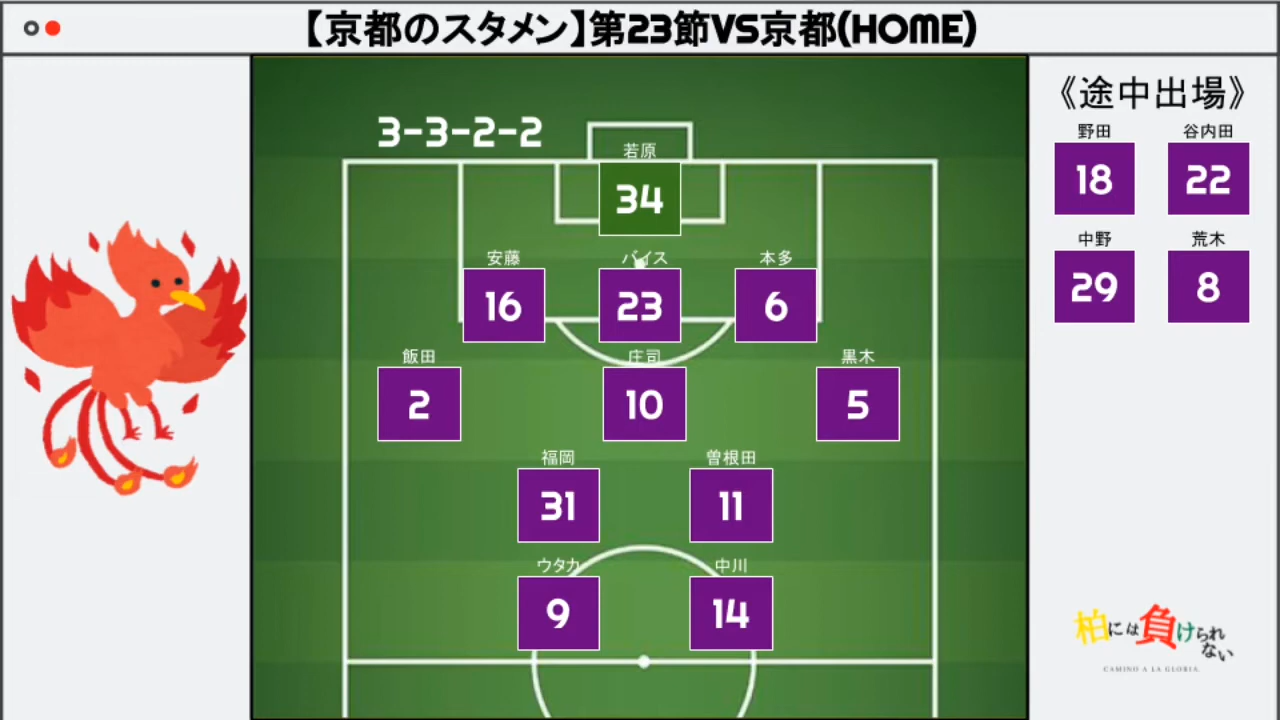 【京都のスタメン】第23節VS京都(HOME)
3-3-2-2
若原
34
安藤 バイス 本多
16 23 6
飯田 庄司 黒木
2 10 5
福岡 曽根田
31 11
ウタカ 中川
9 14
《途中出場》
野田 谷内田
18 22
中野 荒木
29 8
柏には負けられない
CAMINO A LA GLORIA.